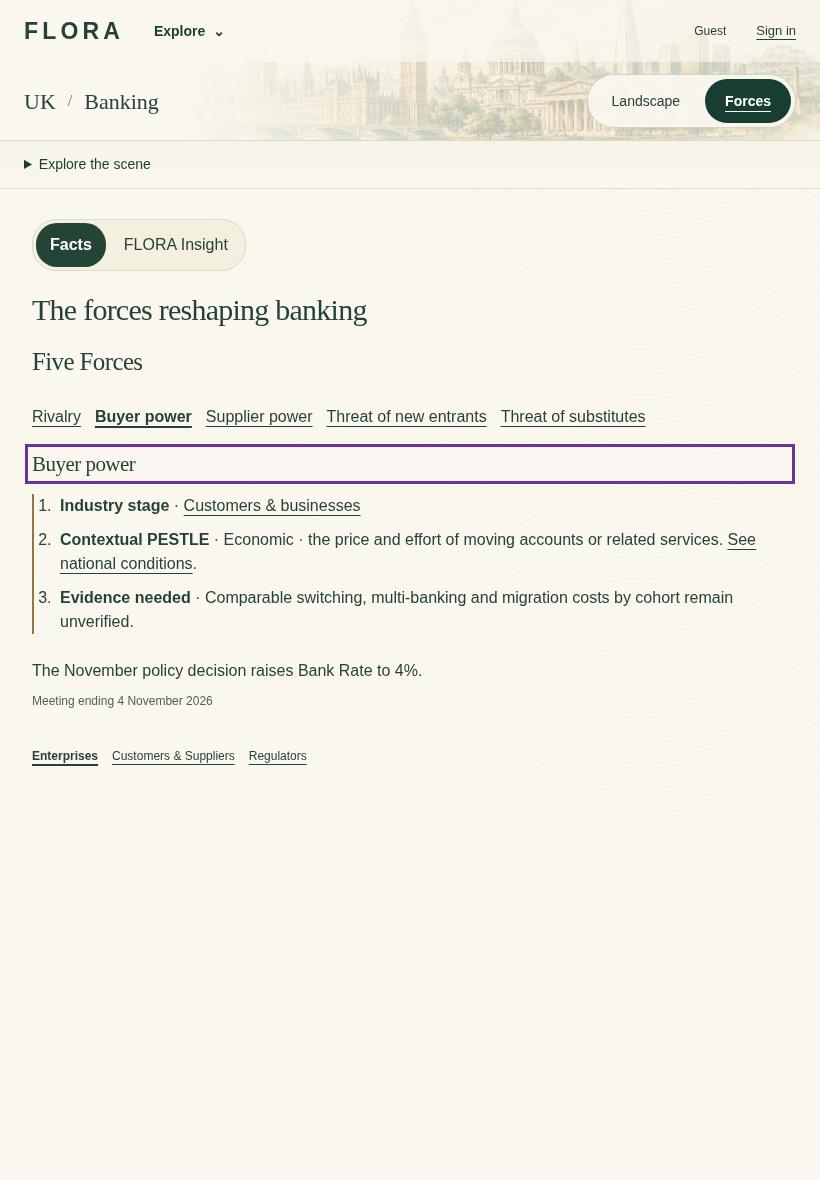 FLORA
Explore
Guest
Sign in
UK / Banking
Landscape
Forces
Explore the scene
Facts
FLORA Insight
The forces reshaping banking
Five Forces
Rivalry Buyer power Supplier power Threat of new entrants Threat of substitutes
Buyer power
1. Industry stage · Customers & businesses
2. Contextual PESTLE · Economic · the price and effort of moving accounts or related services. See
national conditions.
3. Evidence needed · Comparable switching, multi-banking and migration costs by cohort remain
unverified.
The November policy decision raises Bank Rate to 4%.
Meeting ending 4 November 2026
Enterprises Customers & Suppliers Regulators